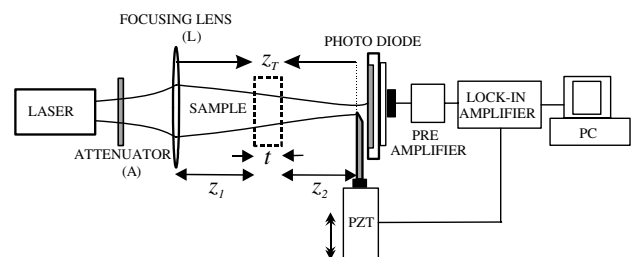 FOCUSING LENS
(L)
PHOTO DIODE
z_T
LASER
SAMPLE
LOCK-IN
AMPLIFIER
PRE
AMPLIFIER
PC
ATTENUATOR
(A)
t
z_1
z_2
PZT